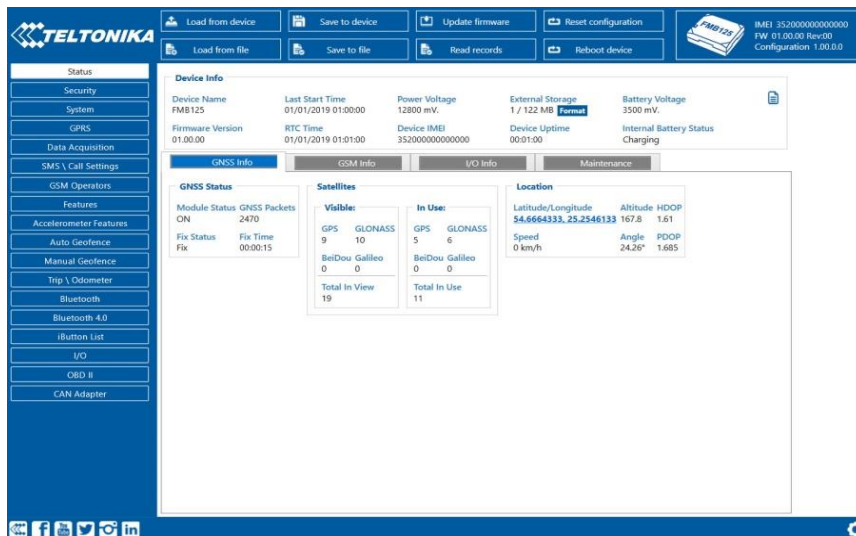 TELTONIKA
Load from device
Save to device
Update firmware
Reset configuration
Load from file
Save to file
Read records
Reboot device
FMB125
IMEI 352000000000000
FW 01.00.00 Rev:00
Configuration 1.00.0.0
Status
Security
System
GPRS
Data Acquisition
SMS \ Call Settings
GSM Operators
Features
Accelerometer Features
Auto Geofence
Manual Geofence
Trip \ Odometer
Bluetooth
Bluetooth 4.0
iButton List
I/O
OBD II
CAN Adapter
Device Info
Device Name Last Start Time Power Voltage External Storage Battery Voltage
FMB125 01/01/2019 01:00:00 12800 mV. 1 / 122 MB Format 3500 mV.
Firmware Version RTC Time Device IMEI Device Uptime Internal Battery Status
01.00.00 01/01/2019 01:01:00 352000000000000 00:01:00 Charging
GNSS Info GSM Info I/O Info Maintenance
GNSS Status
Module Status GNSS Packets
ON 2470
Fix Status Fix Time
Fix 00:00:15
Satellites
Visible:
GPS GLONASS
9 10
BeiDou Galileo
0 0
Total In View
19
In Use:
GPS GLONASS
5 6
BeiDou Galileo
0 0
Total In Use
11
Location
Latitude/Longitude Altitude HDOP
54.6664333, 25.2546133 167.8 1.61
Speed Angle PDOP
0 km/h 24.26° 1.685